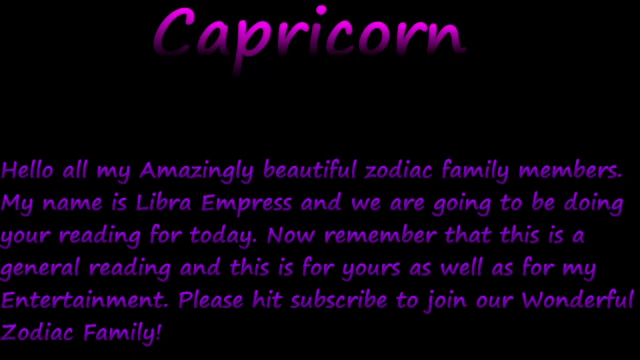 Capricorn
Hello all my Amazingly beautiful zodiac family members.
My name is Libra Empress and we are going to be doing
your reading for today. Now remember that this is a
general reading and this is for yours as well as for my
Entertainment. Please hit subscribe to join our Wonderful
Zodiac Family!